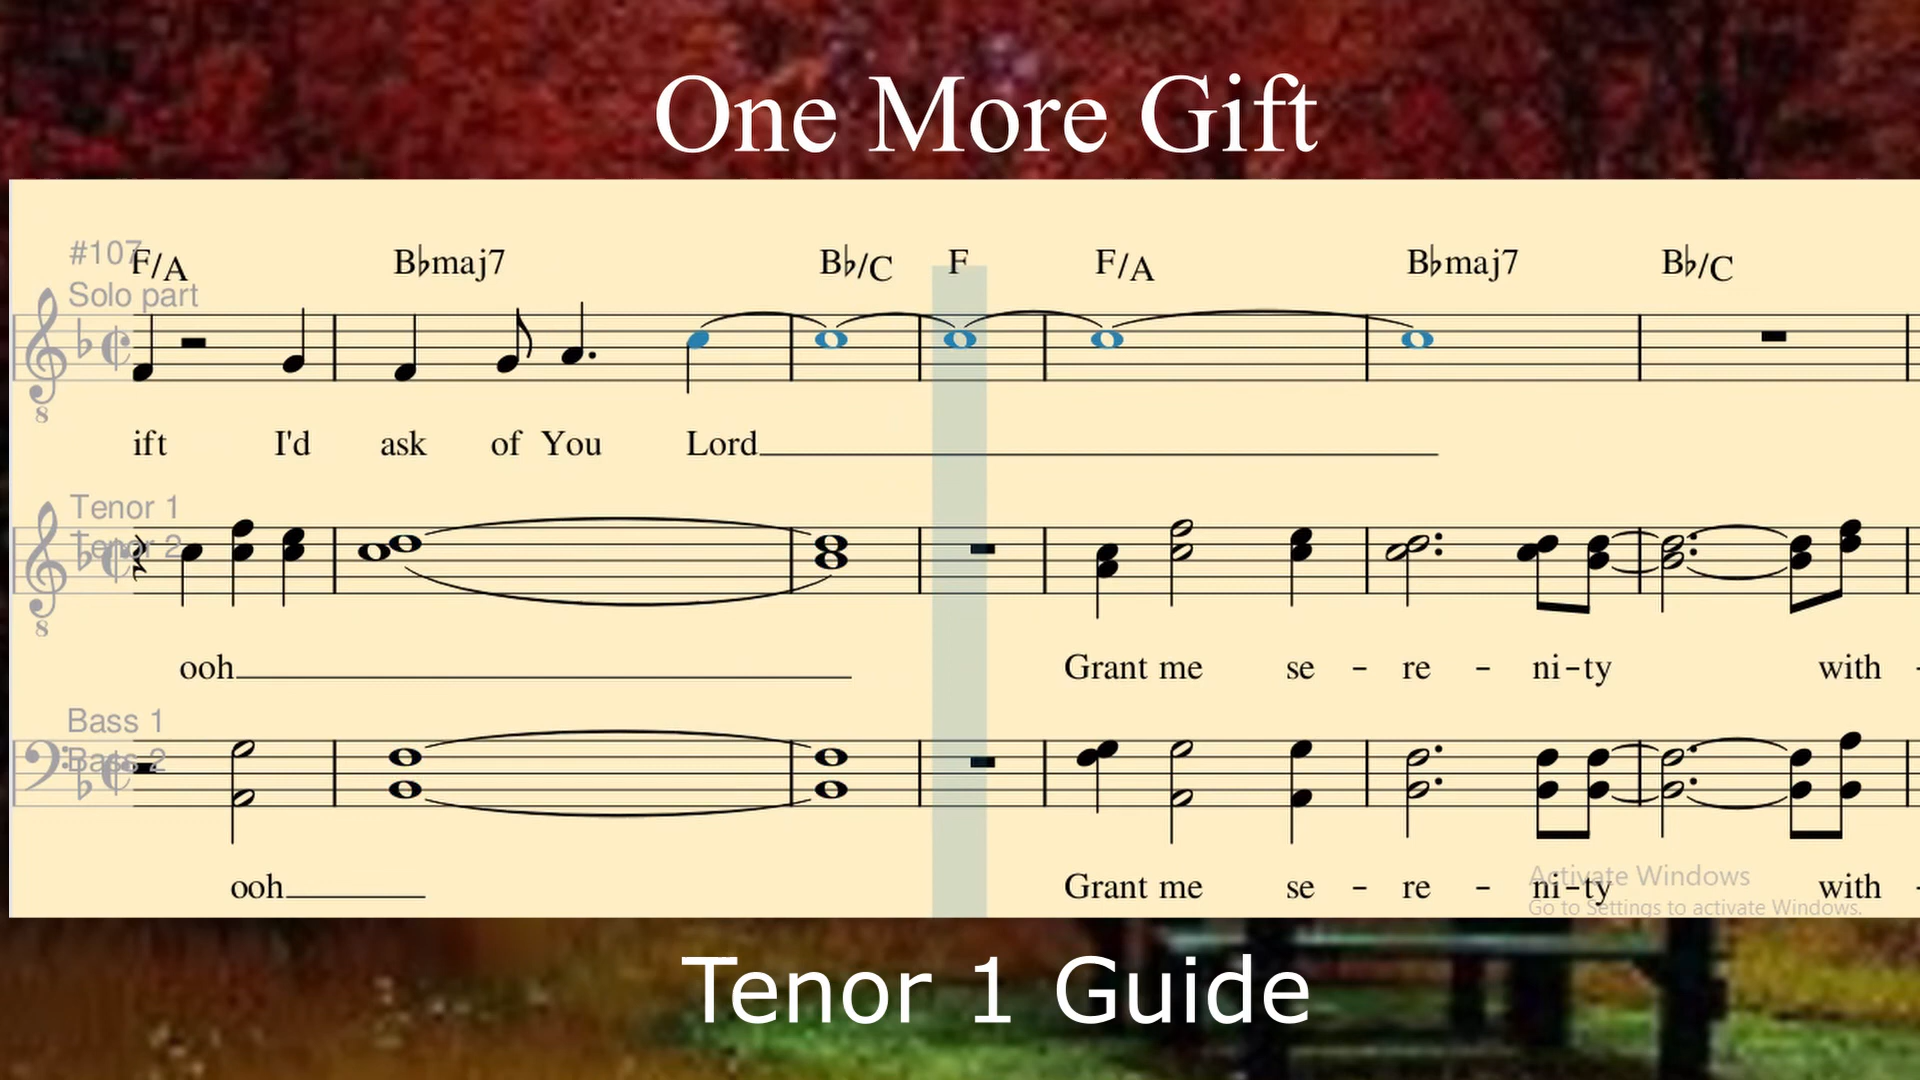 One More Gift
#107
F/A B♭maj7 B♭/C F F/A B♭maj7 B♭/C
Solo part
8
ift I'd ask of You Lord
Tenor 1
Tenor 2
8
ooh Grant me se - re - ni-ty with -
Bass 1
Bass 2
ooh Grant me se - re - ni-ty with -
Activate Windows
Go to Settings to activate Windows.
Tenor 1 Guide